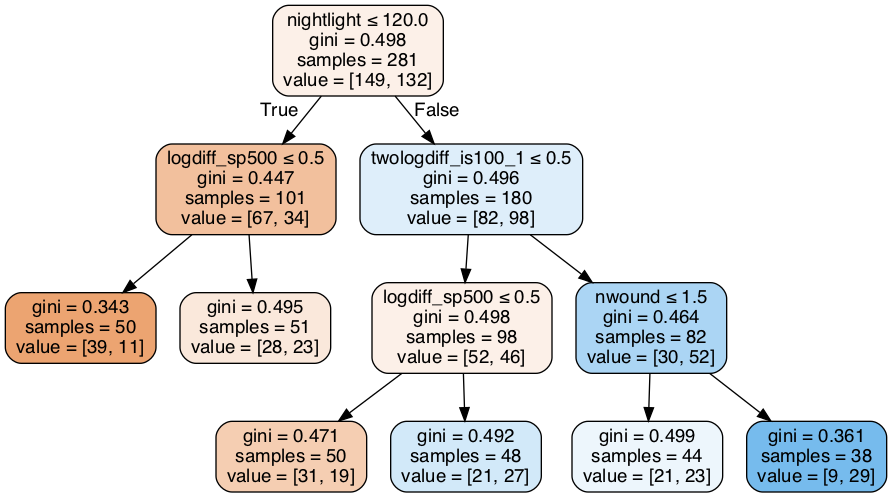 nightlight ≤ 120.0
gini = 0.498
samples = 281
value = [149, 132]
True
False
logdiff_sp500 ≤ 0.5
gini = 0.447
samples = 101
value = [67, 34]
twologdiff_is100_1 ≤ 0.5
gini = 0.496
samples = 180
value = [82, 98]
gini = 0.343
samples = 50
value = [39, 11]
gini = 0.495
samples = 51
value = [28, 23]
logdiff_sp500 ≤ 0.5
gini = 0.498
samples = 98
value = [52, 46]
nwound ≤ 1.5
gini = 0.464
samples = 82
value = [30, 52]
gini = 0.471
samples = 50
value = [31, 19]
gini = 0.492
samples = 48
value = [21, 27]
gini = 0.499
samples = 44
value = [21, 23]
gini = 0.361
samples = 38
value = [9, 29]